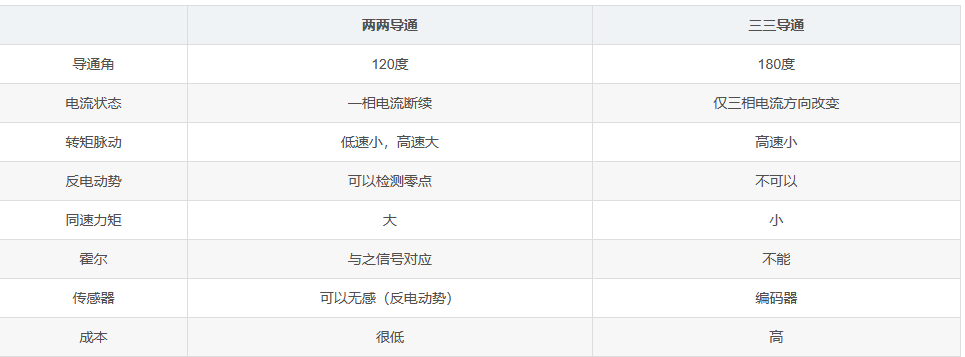 两两导通 三三导通
导通角 120度 180度
电流状态 一相电流断续 仅三相电流方向改变
转矩脉动 低速小，高速大 高速小
反电动势 可以检测零点 不可以
同速力矩 大 小
霍尔 与之信号对应 不能
传感器 可以无感（反电动势） 编码器
成本 很低 高